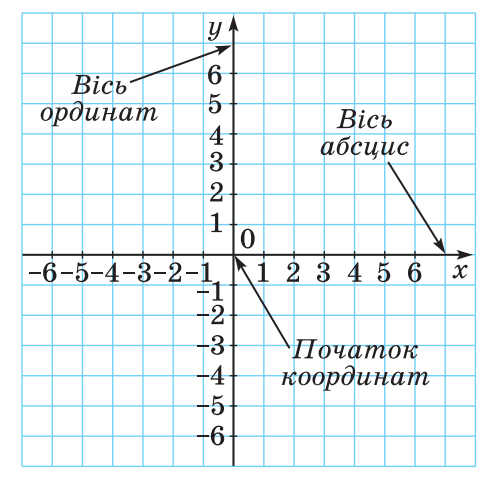 y
6
Вісь
ординат
5
4
Вісь
абсцис
3
2
1
0
–6 –5 –4 –3 –2 –1 1 2 3 4 5 6 x
–1
–2
–3
Початок
координат
–4
–5
–6